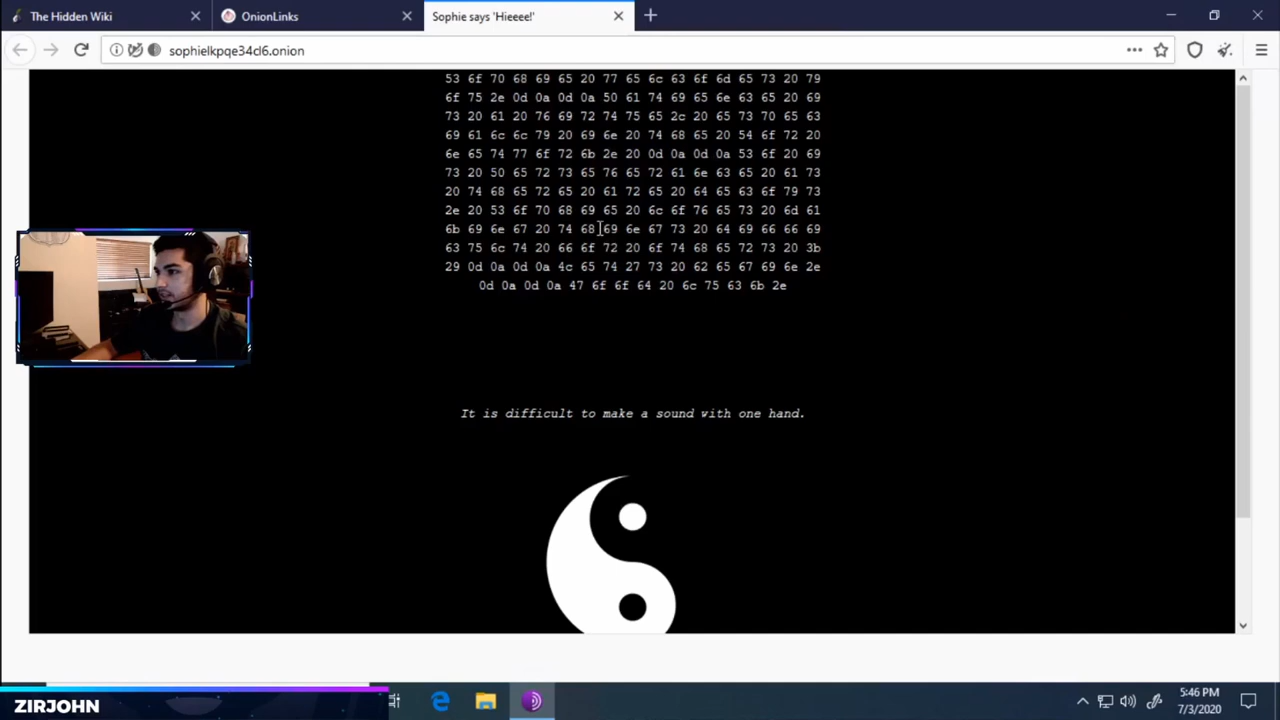 The Hidden Wiki
OnionLinks
Sophie says 'Hieeee!'
sophielkpqe34cl6.onion
53 6f 70 68 69 65 20 77 65 6c 63 6f 6d 65 73 20 79
6f 75 2e 0d 0a 0d 0a 50 61 74 69 65 6e 63 65 20 69
73 20 61 20 76 69 72 74 75 65 2c 20 65 73 70 65 63
69 61 6c 6c 79 20 69 6e 20 74 68 65 20 54 6f 72 20
6e 65 74 77 6f 72 6b 2e 20 0d 0a 0d 0a 53 6f 20 69
73 20 50 65 72 73 65 76 65 72 61 6e 63 65 20 61 73
20 74 68 65 72 65 20 61 72 65 20 64 65 63 6f 79 73
2e 20 53 6f 70 68 69 65 20 6c 6f 76 65 73 20 6d 61
6b 69 6e 67 20 74 68 69 6e 67 73 20 64 69 66 66 69
63 75 6c 74 20 66 6f 72 20 6f 74 68 65 72 73 20 3b
29 0d 0a 0d 0a 4c 65 74 27 73 20 62 65 67 69 6e 2e
0d 0a 0d 0a 47 6f 6f 64 20 6c 75 63 6b 2e
It is difficult to make a sound with one hand.
ZIRJOHN
5:46 PM
7/3/2020